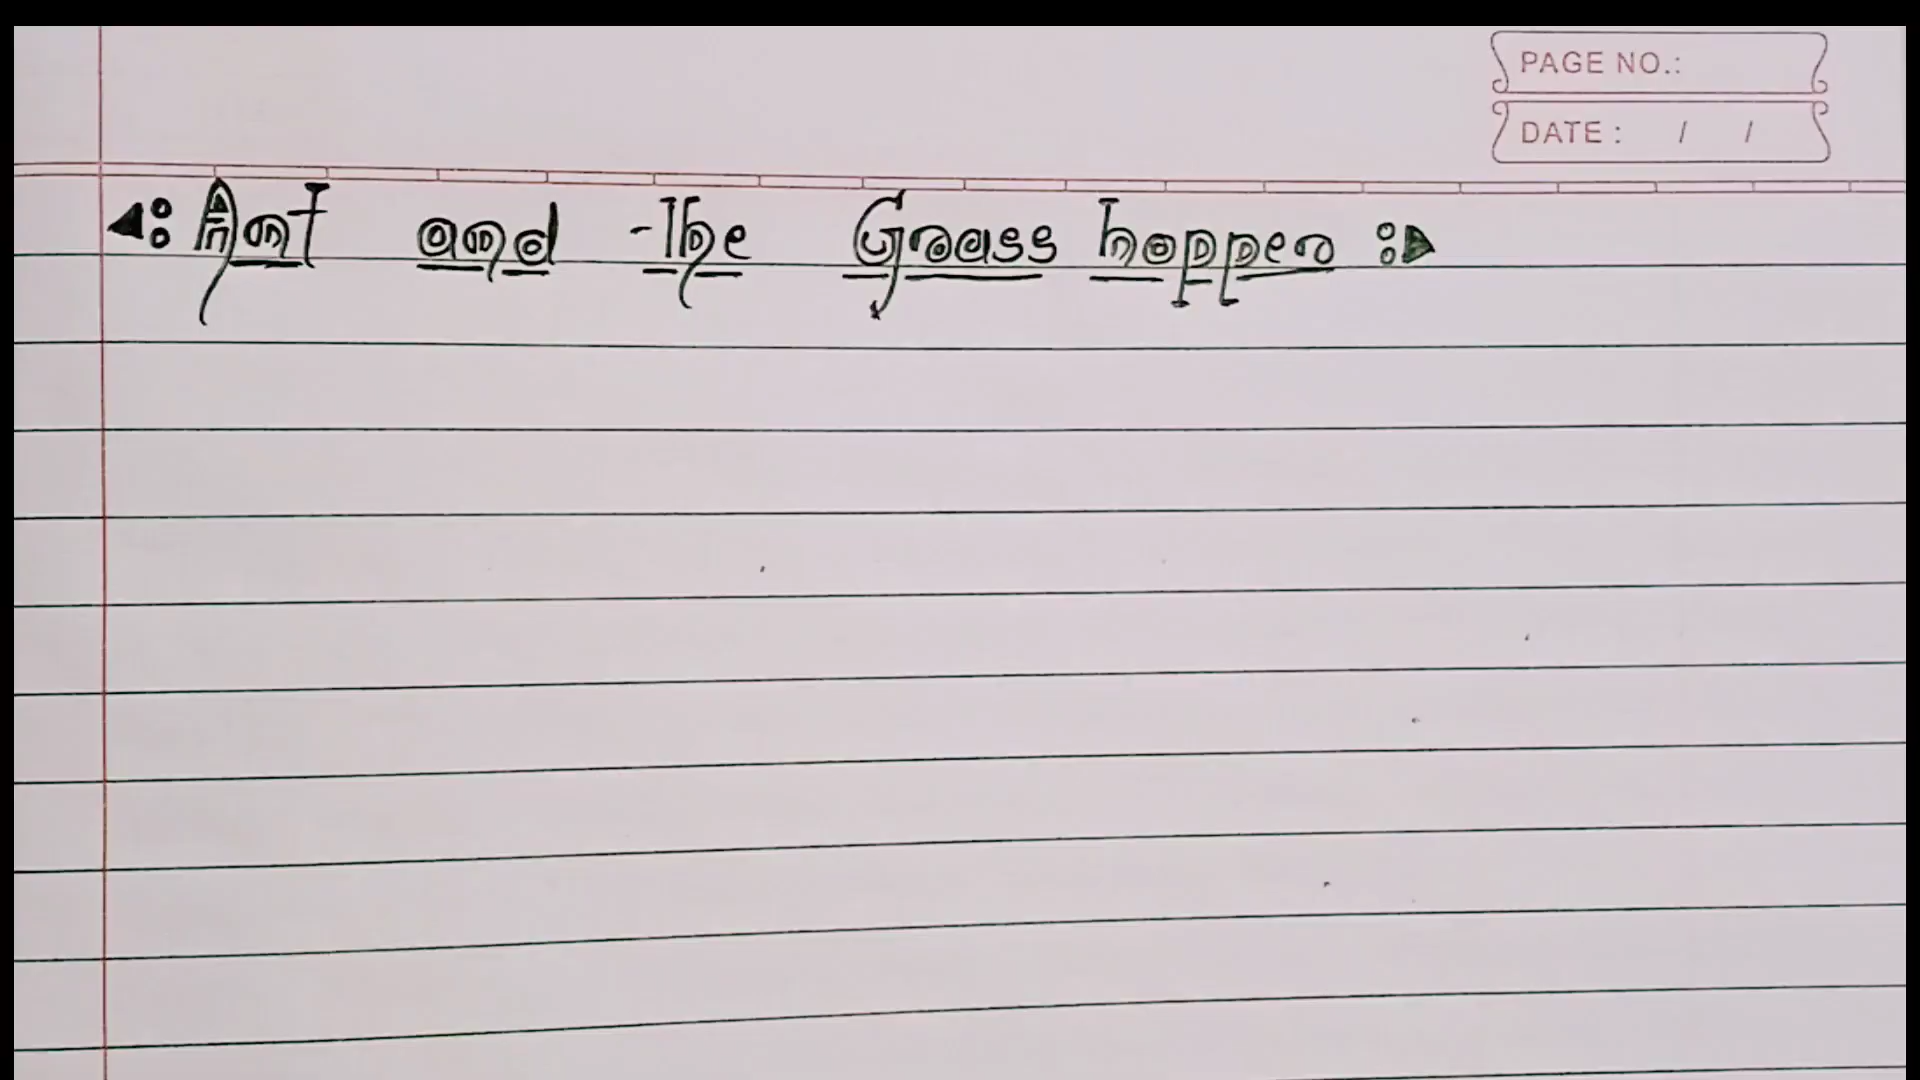 PAGE NO.:
DATE : / /
Ant and The Grass hopper